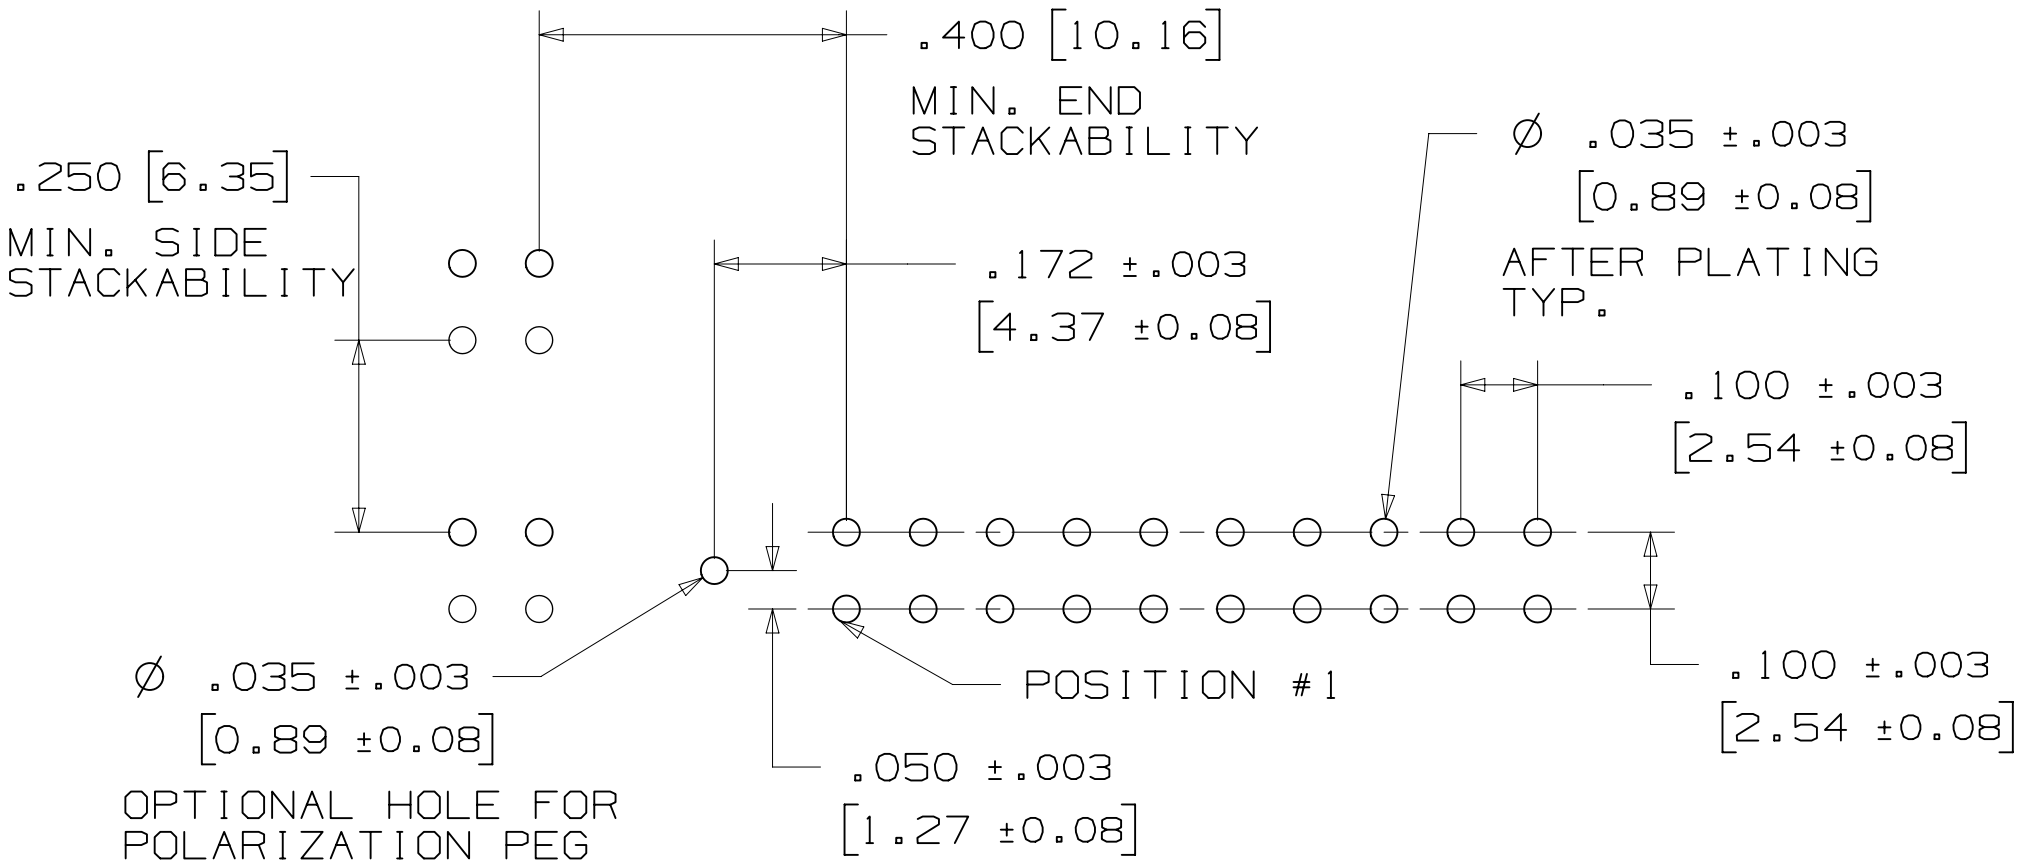 .400 [10.16]
MIN. END
STACKABILITY
.250 [6.35]
MIN. SIDE
STACKABILITY
Ø .035 ±.003
[0.89 ±0.08]
AFTER PLATING
TYP.
.172 ±.003
[4.37 ±0.08]
.100 ±.003
[2.54 ±0.08]
Ø .035 ±.003
[0.89 ±0.08]
OPTIONAL HOLE FOR
POLARIZATION PEG
POSITION #1
.100 ±.003
[2.54 ±0.08]
.050 ±.003
[1.27 ±0.08]